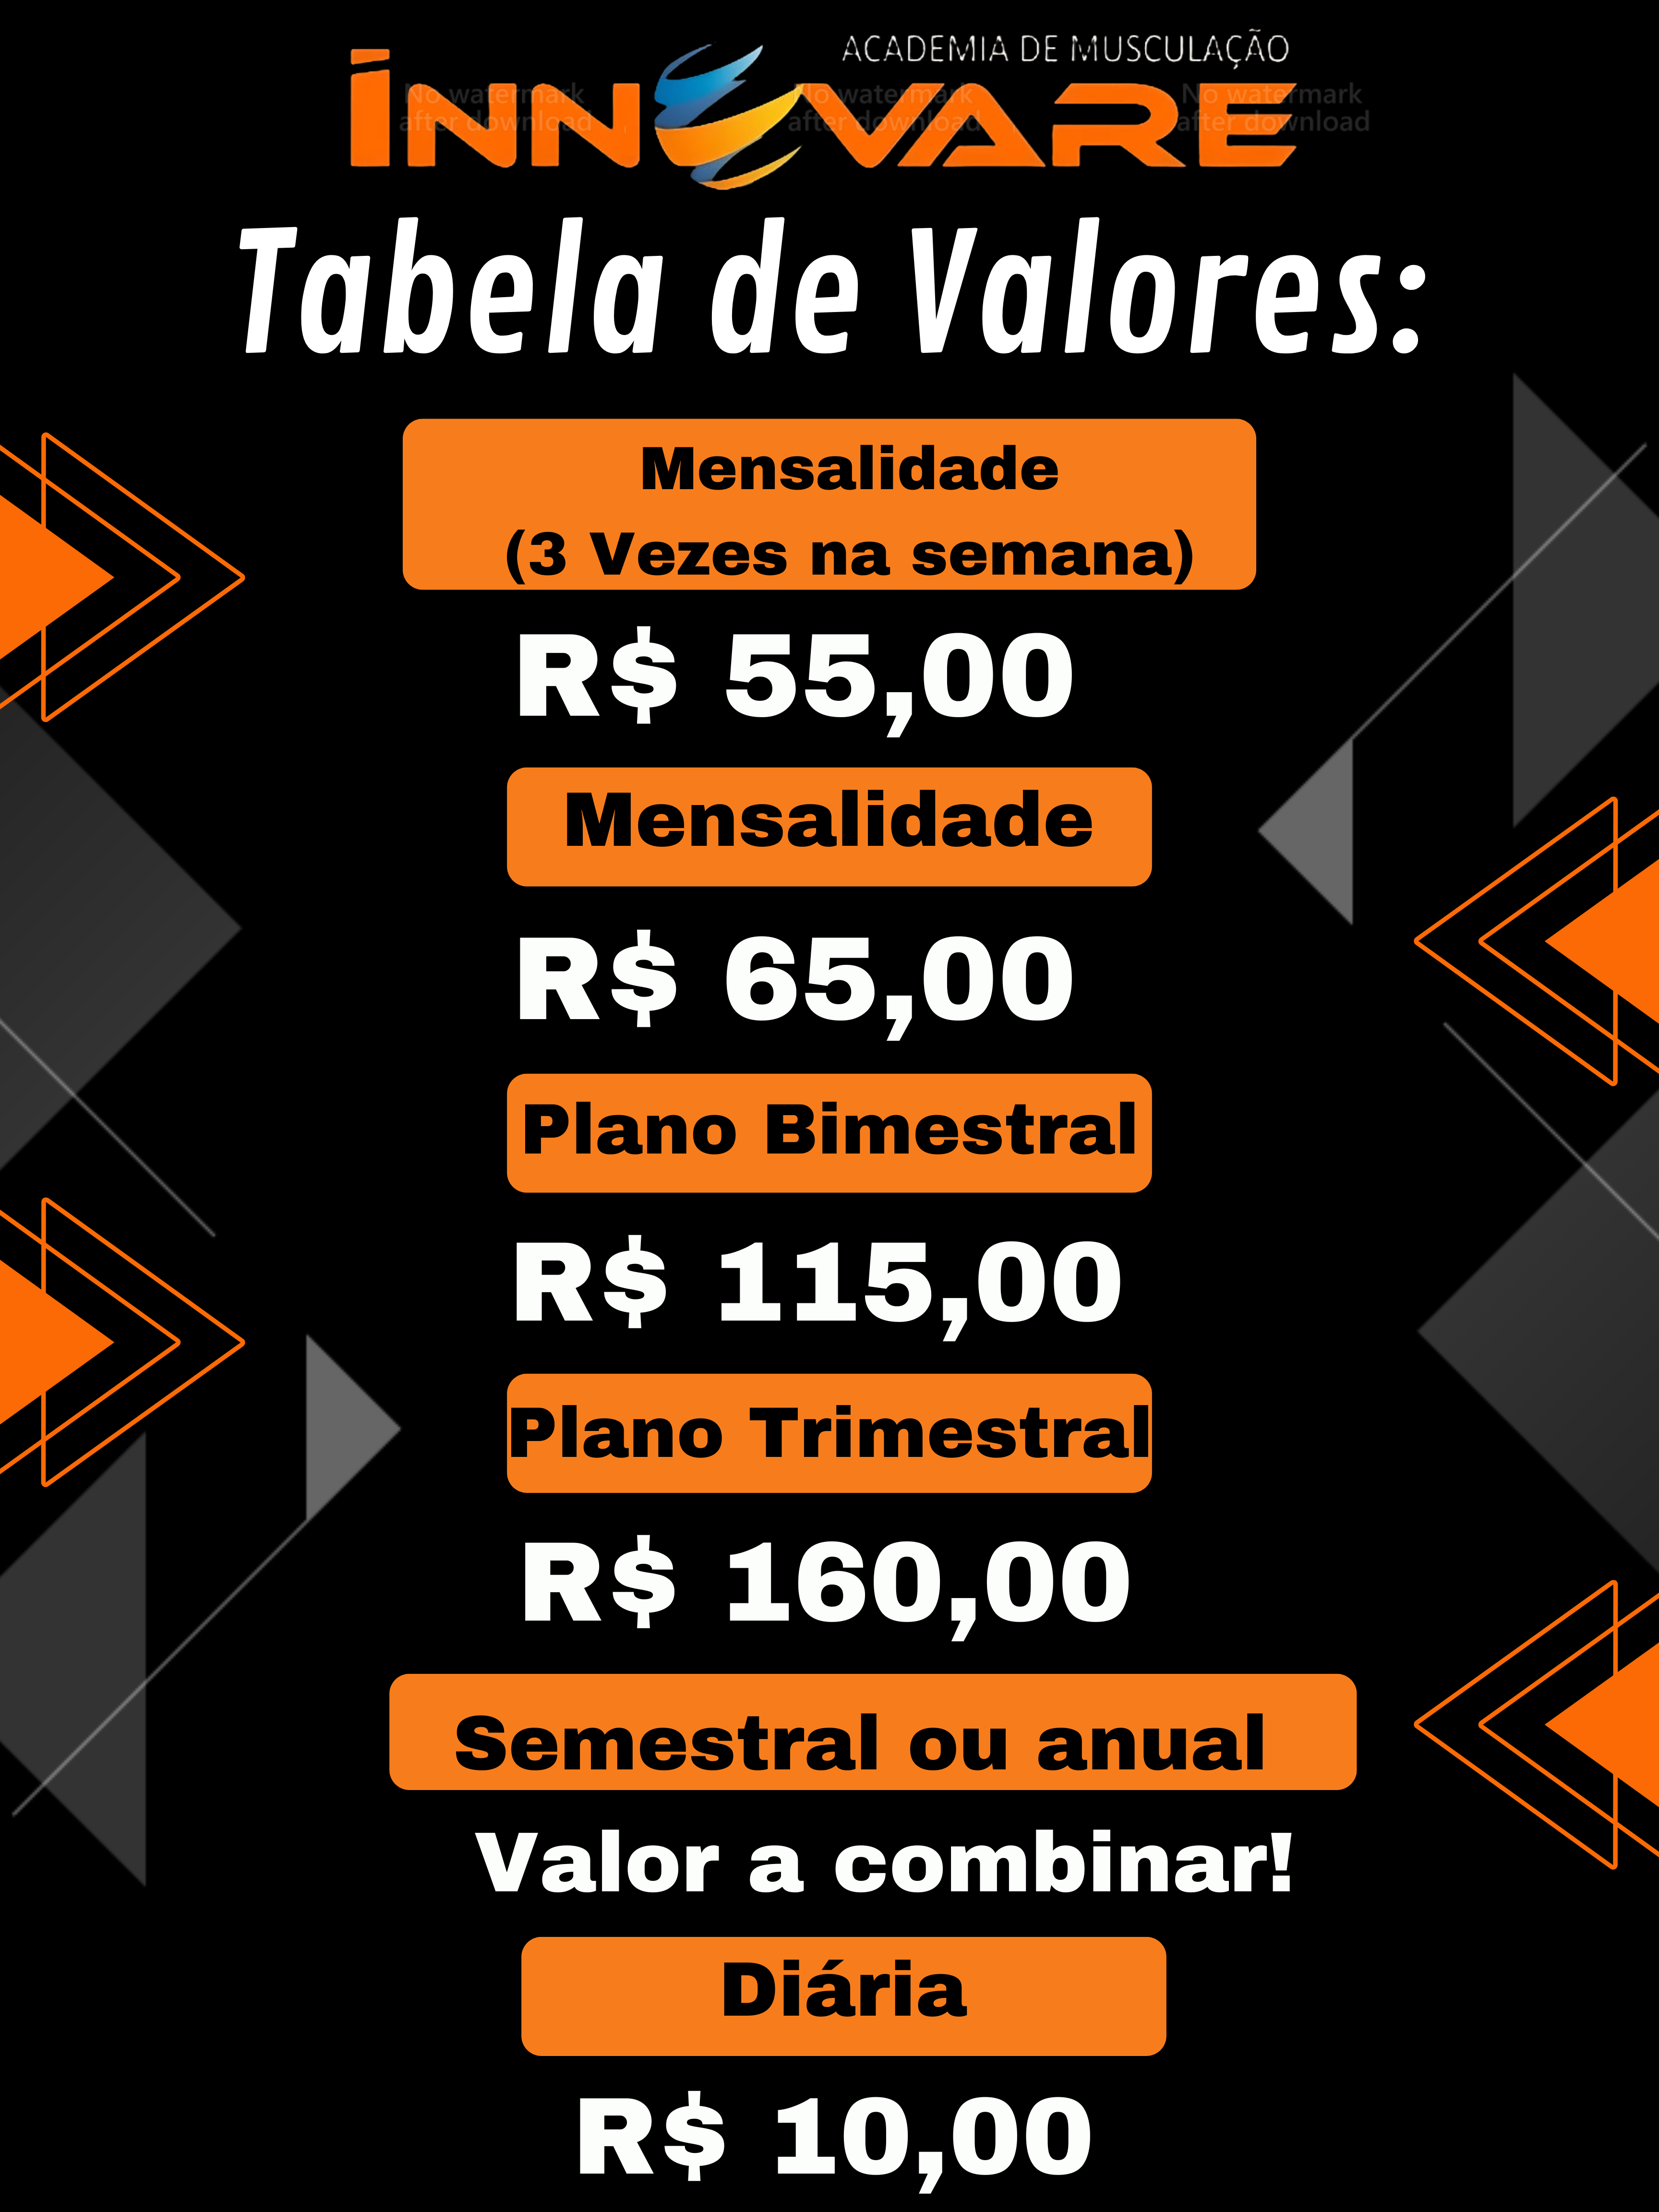 ACADEMIA DE MUSCULAÇÃO
INNOVARE
No watermark No watermark No watermark
after download after download after download
Tabela de Valores:
Mensalidade
(3 Vezes na semana)
R$ 55,00
Mensalidade
R$ 65,00
Plano Bimestral
R$ 115,00
Plano Trimestral
R$ 160,00
Semestral ou anual
Valor a combinar!
Diária
R$ 10,00